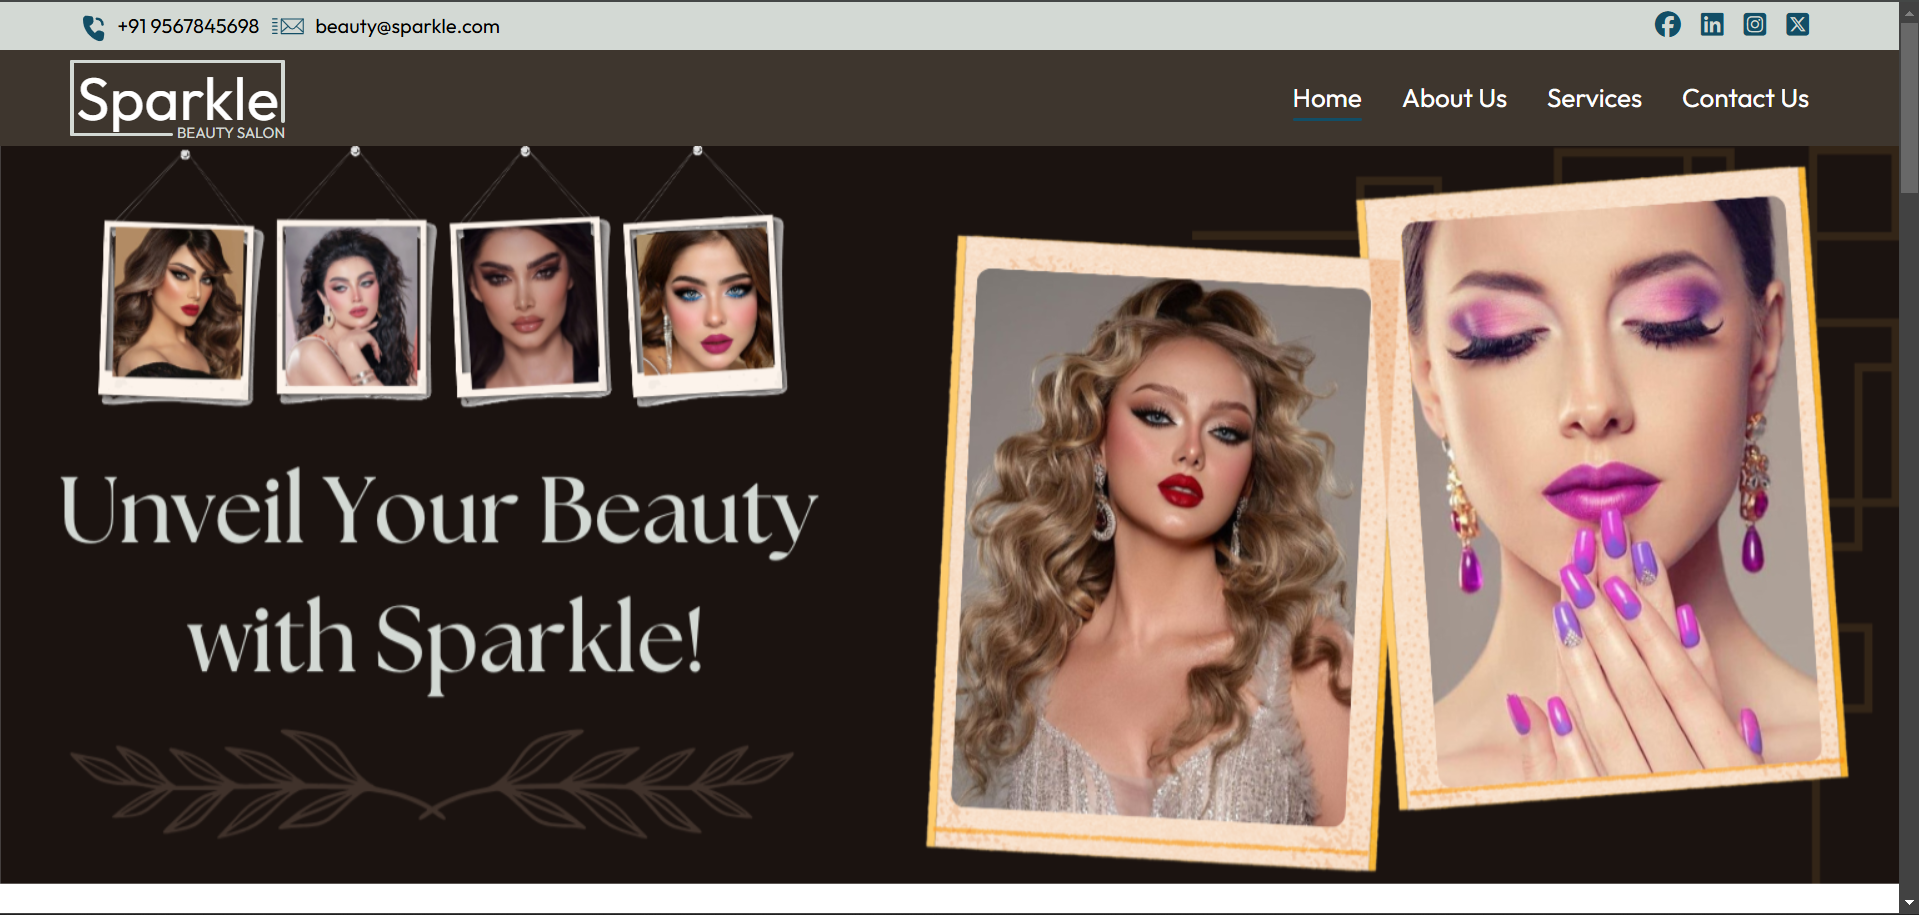 +91 9567845698 beauty@sparkle.com
Sparkle
BEAUTY SALON
Home About Us Services Contact Us
Unveil Your Beauty
with Sparkle!